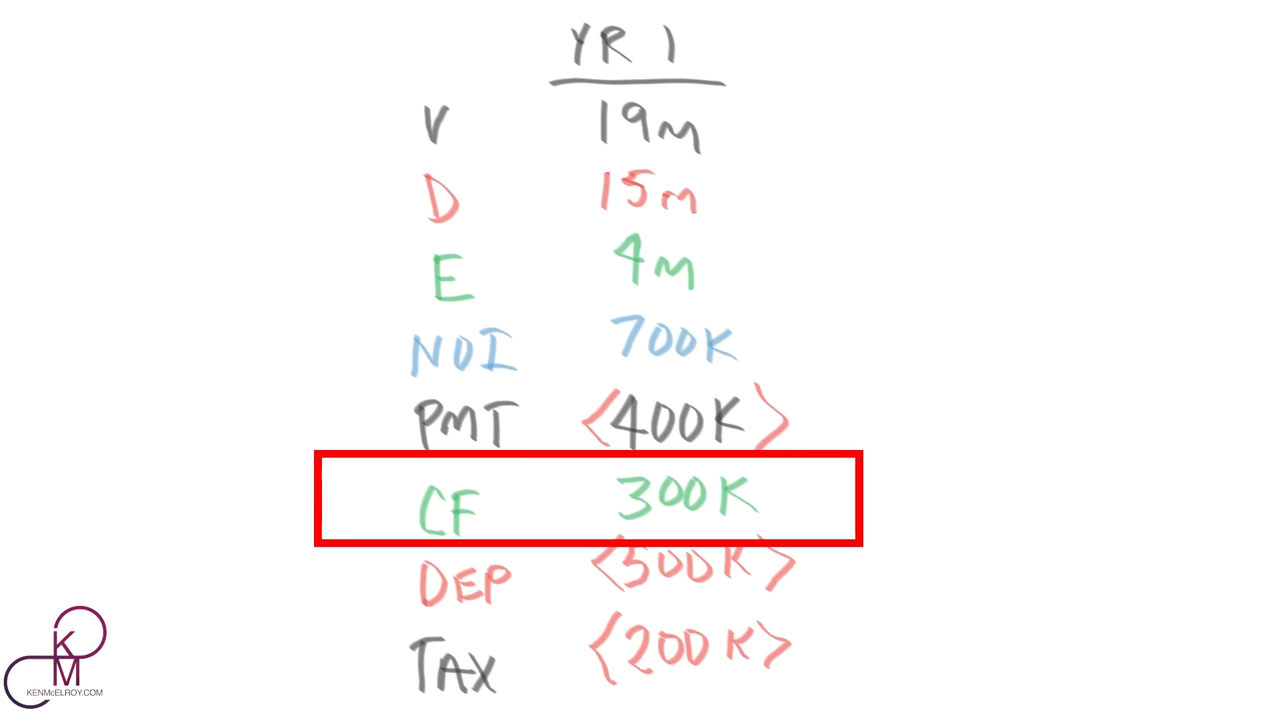 YR 1
V 19M
D 15M
E 4M
NOI 700K
PMT <400K>
CF 300K
DEP <500K>
TAX <200K>
KM
KENMCELROY.COM